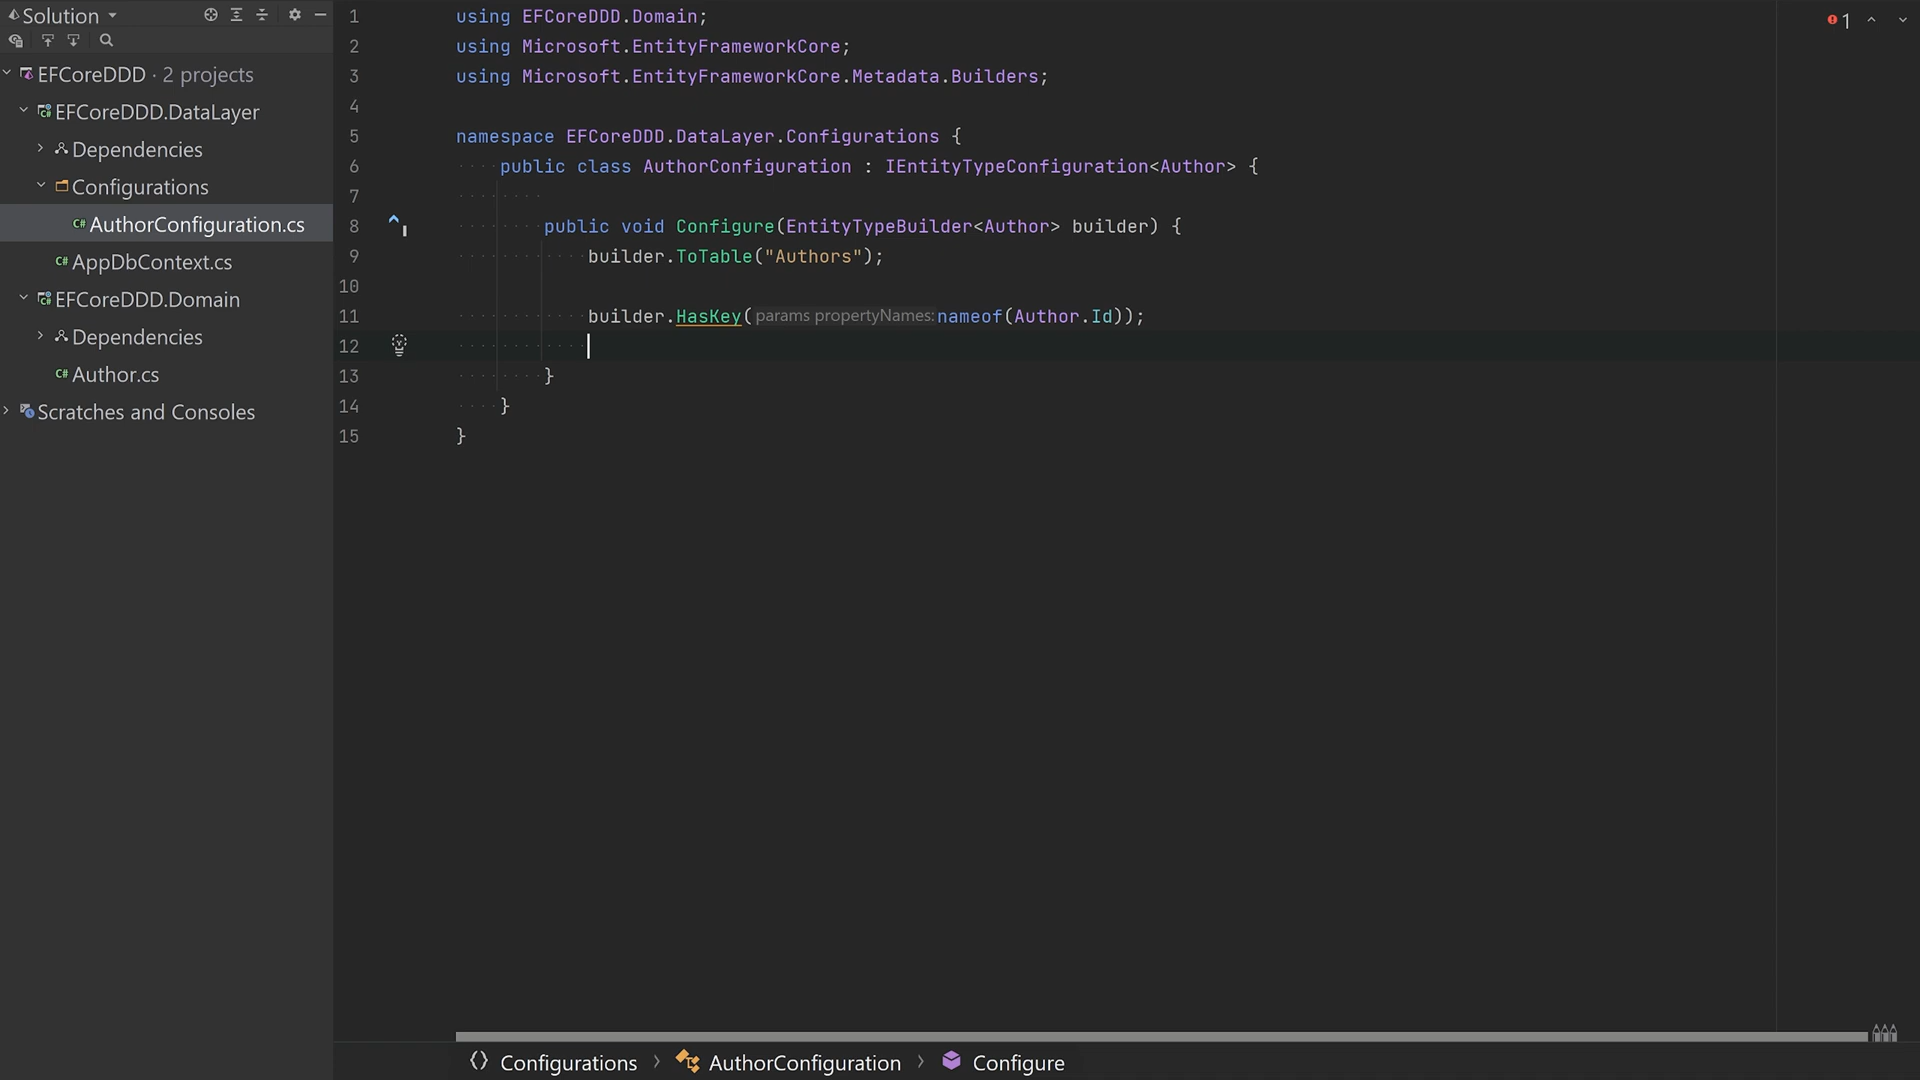 Solution
EFCoreDDD · 2 projects
EFCoreDDD.DataLayer
Dependencies
Configurations
C# AuthorConfiguration.cs
C# AppDbContext.cs
EFCoreDDD.Domain
Dependencies
C# Author.cs
Scratches and Consoles
1 using EFCoreDDD.Domain;
2 using Microsoft.EntityFrameworkCore;
3 using Microsoft.EntityFrameworkCore.Metadata.Builders;
4
5 namespace EFCoreDDD.DataLayer.Configurations {
6 public class AuthorConfiguration : IEntityTypeConfiguration<Author> {
7
8 public void Configure(EntityTypeBuilder<Author> builder) {
9 builder.ToTable("Authors");
10
11 builder.HasKey(params propertyNames:nameof(Author.Id));
12
13 }
14 }
15 }
1
Configurations > AuthorConfiguration > Configure